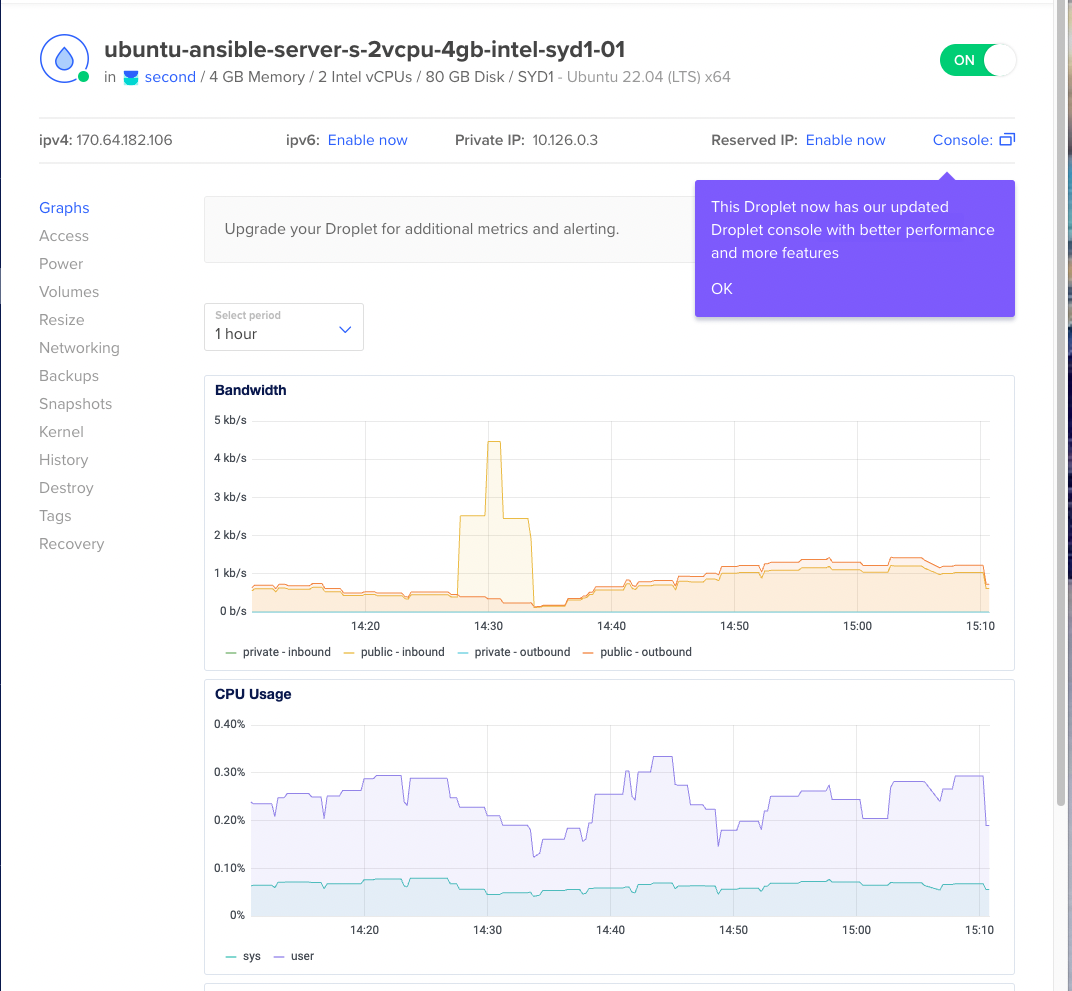 ubuntu-ansible-server-s-2vcpu-4gb-intel-syd1-01
in second / 4 GB Memory / 2 Intel vCPUs / 80 GB Disk / SYD1 - Ubuntu 22.04 (LTS) x64
ON
ipv4: 170.64.182.106 ipv6: Enable now Private IP: 10.126.0.3 Reserved IP: Enable now Console:
Graphs
Access
Power
Volumes
Resize
Networking
Backups
Snapshots
Kernel
History
Destroy
Tags
Recovery
Upgrade your Droplet for additional metrics and alerting.
This Droplet now has our updated
Droplet console with better performance
and more features
OK
Select period
1 hour
Bandwidth
5 kb/s
4 kb/s
3 kb/s
2 kb/s
1 kb/s
0 b/s
14:20 14:30 14:40 14:50 15:00 15:10
private - inbound public - inbound private - outbound public - outbound
CPU Usage
0.40%
0.30%
0.20%
0.10%
0%
14:20 14:30 14:40 14:50 15:00 15:10
sys user